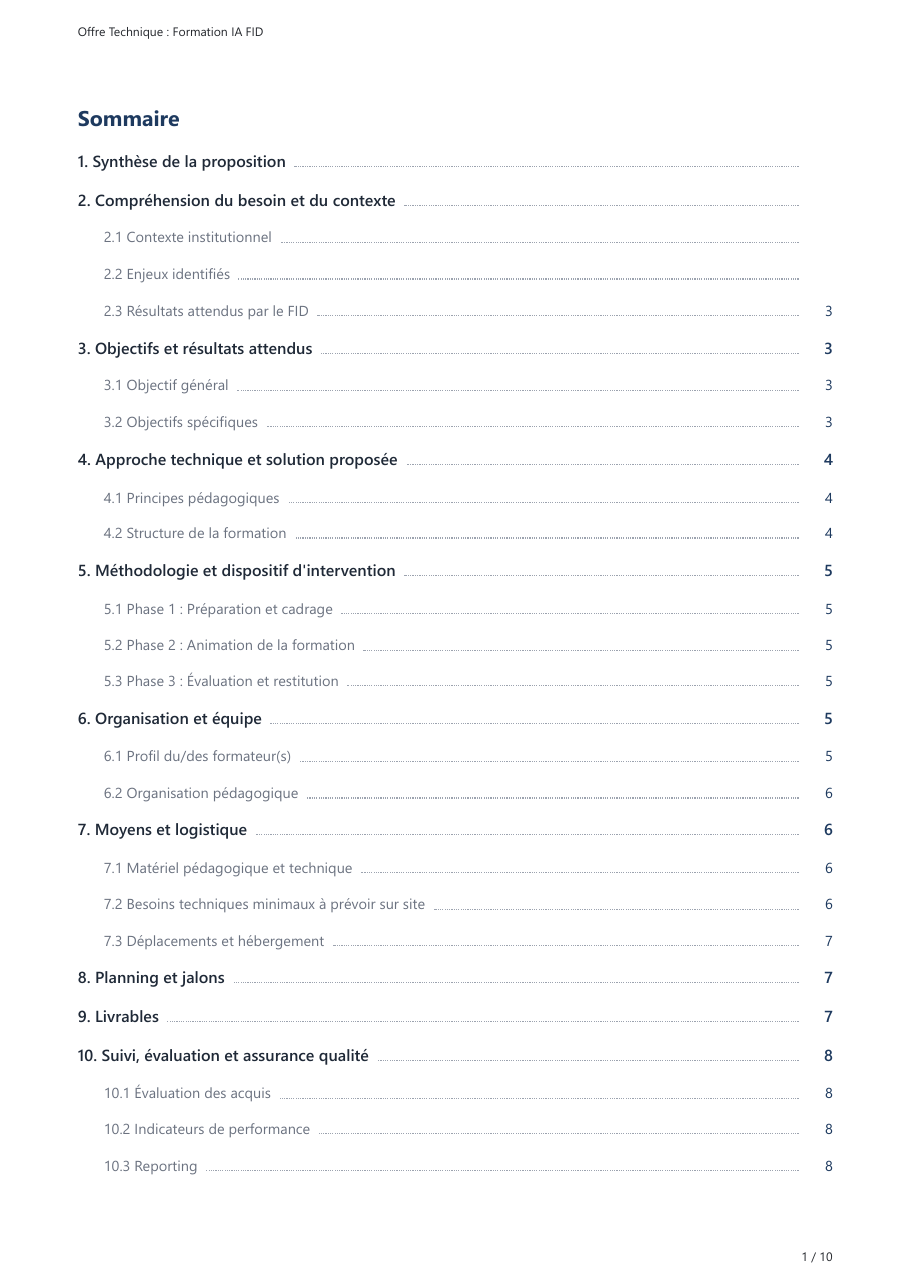 Offre Technique : Formation IA FID
Sommaire
1. Synthèse de la proposition
2. Compréhension du besoin et du contexte
2.1 Contexte institutionnel
2.2 Enjeux identifiés
2.3 Résultats attendus par le FID 3
3. Objectifs et résultats attendus 3
3.1 Objectif général 3
3.2 Objectifs spécifiques 3
4. Approche technique et solution proposée 4
4.1 Principes pédagogiques 4
4.2 Structure de la formation 4
5. Méthodologie et dispositif d'intervention 5
5.1 Phase 1 : Préparation et cadrage 5
5.2 Phase 2 : Animation de la formation 5
5.3 Phase 3 : Évaluation et restitution 5
6. Organisation et équipe 5
6.1 Profil du/des formateur(s) 5
6.2 Organisation pédagogique 6
7. Moyens et logistique 6
7.1 Matériel pédagogique et technique 6
7.2 Besoins techniques minimaux à prévoir sur site 6
7.3 Déplacements et hébergement 7
8. Planning et jalons 7
9. Livrables 7
10. Suivi, évaluation et assurance qualité 8
10.1 Évaluation des acquis 8
10.2 Indicateurs de performance 8
10.3 Reporting 8
1 / 10